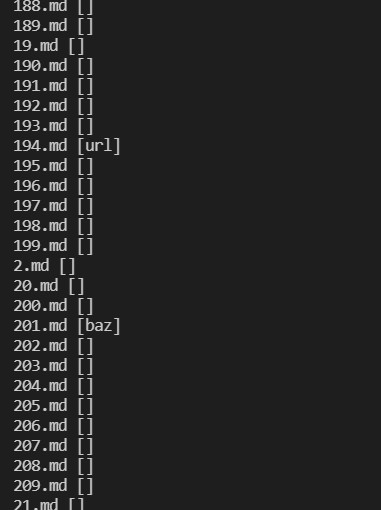 188.md []
189.md []
19.md []
190.md []
191.md []
192.md []
193.md []
194.md [url]
195.md []
196.md []
197.md []
198.md []
199.md []
2.md []
20.md []
200.md []
201.md [baz]
202.md []
203.md []
204.md []
205.md []
206.md []
207.md []
208.md []
209.md []
21.md []